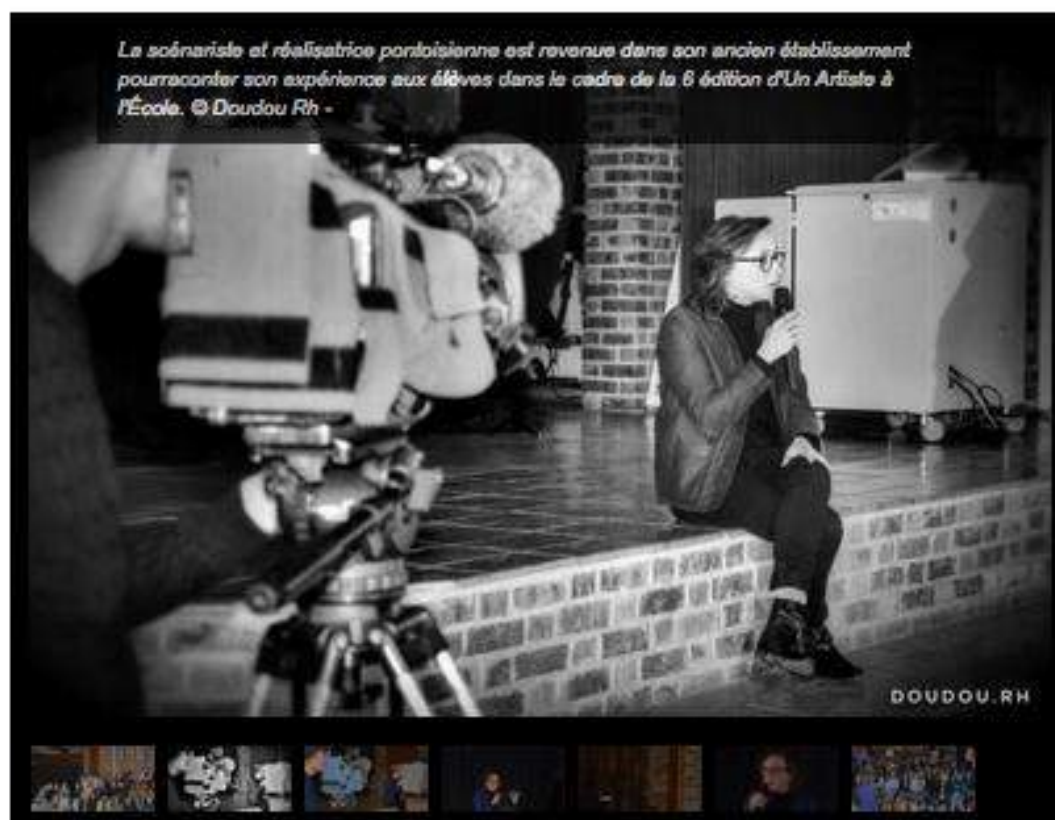 La scénariste et réalisatrice pontoisienne est revenue dans son ancien établissement
pourraconter son expérience aux élèves dans le cadre de la 6 édition d'Un Artiste à
l'École. © Doudou Rh -
DOUDOU.RH